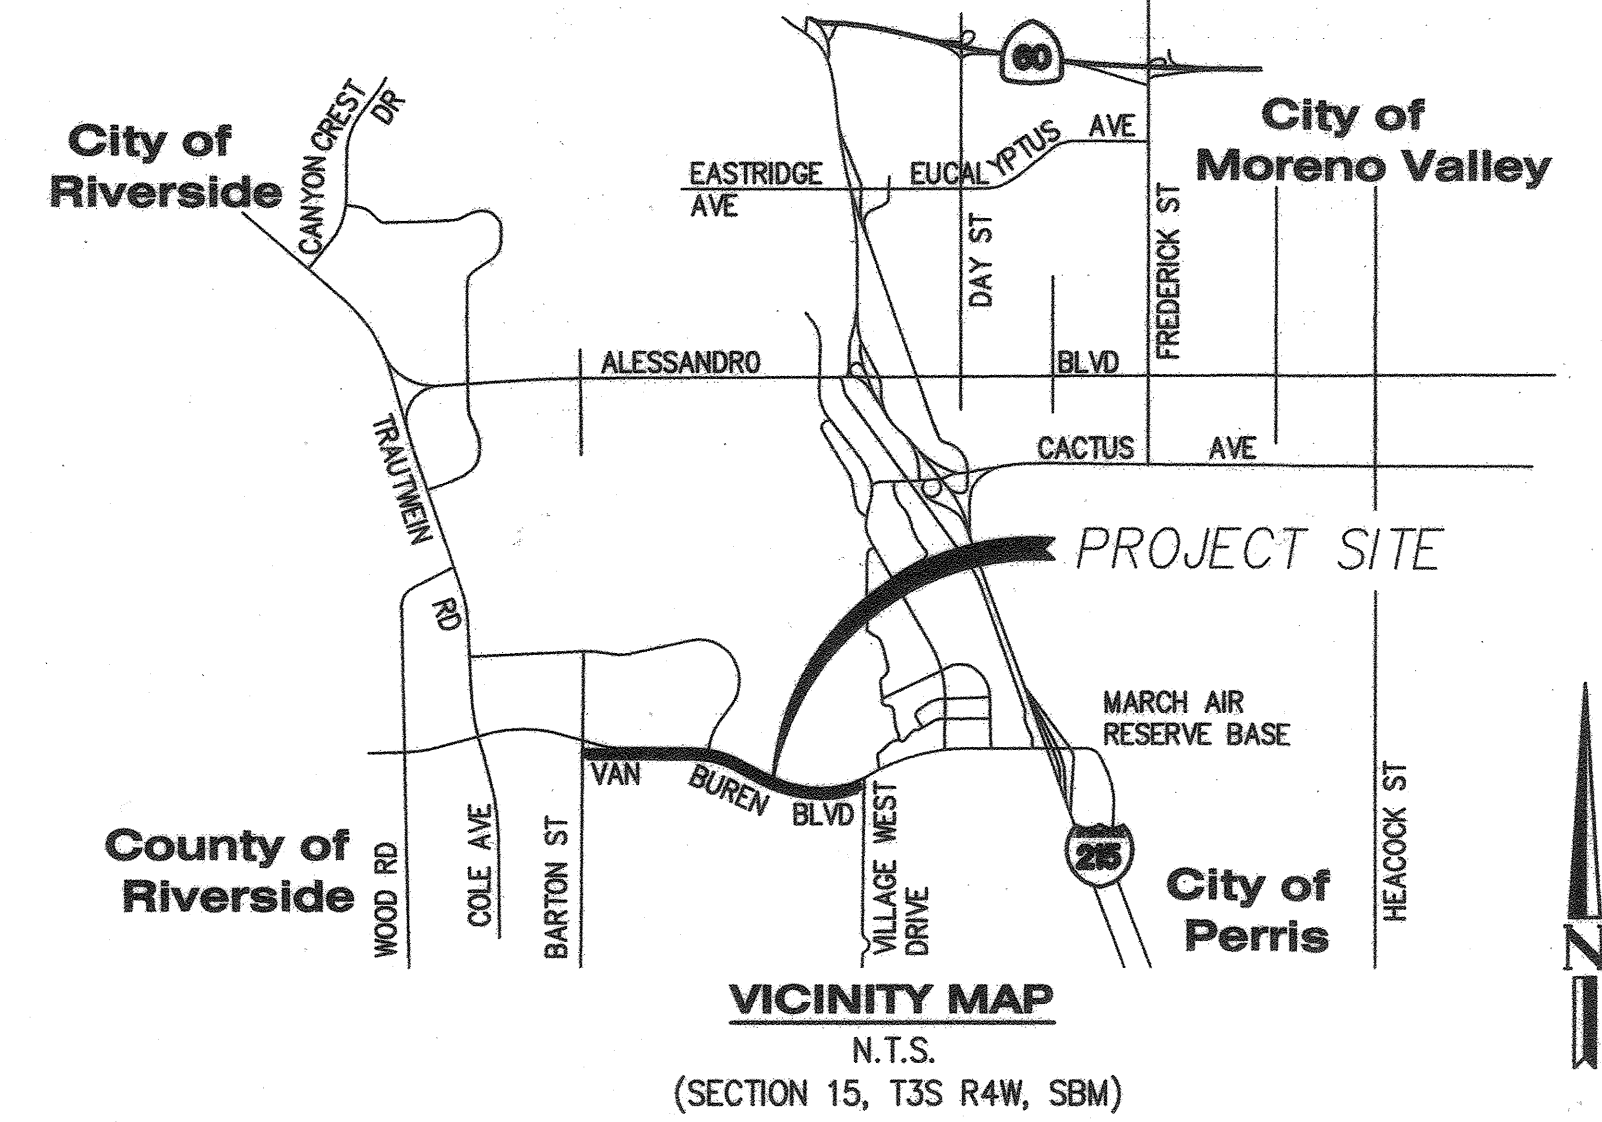 60
CANYON CREST
DR
City of
Riverside
City of
Moreno Valley
EASTRIDGE
AVE
EUCALYPTUS AVE
DAY ST
FREDERICK ST
ALESSANDRO BLVD
CACTUS AVE
TRAUTWEIN RD
PROJECT SITE
MARCH AIR
RESERVE BASE
VAN BUREN BLVD
215
County of
Riverside
WOOD RD
COLE AVE
BARTON ST
VILLAGE WEST
DRIVE
City of
Perris
HEACOCK ST
N
VICINITY MAP
N.T.S.
(SECTION 15, T3S R4W, SBM)